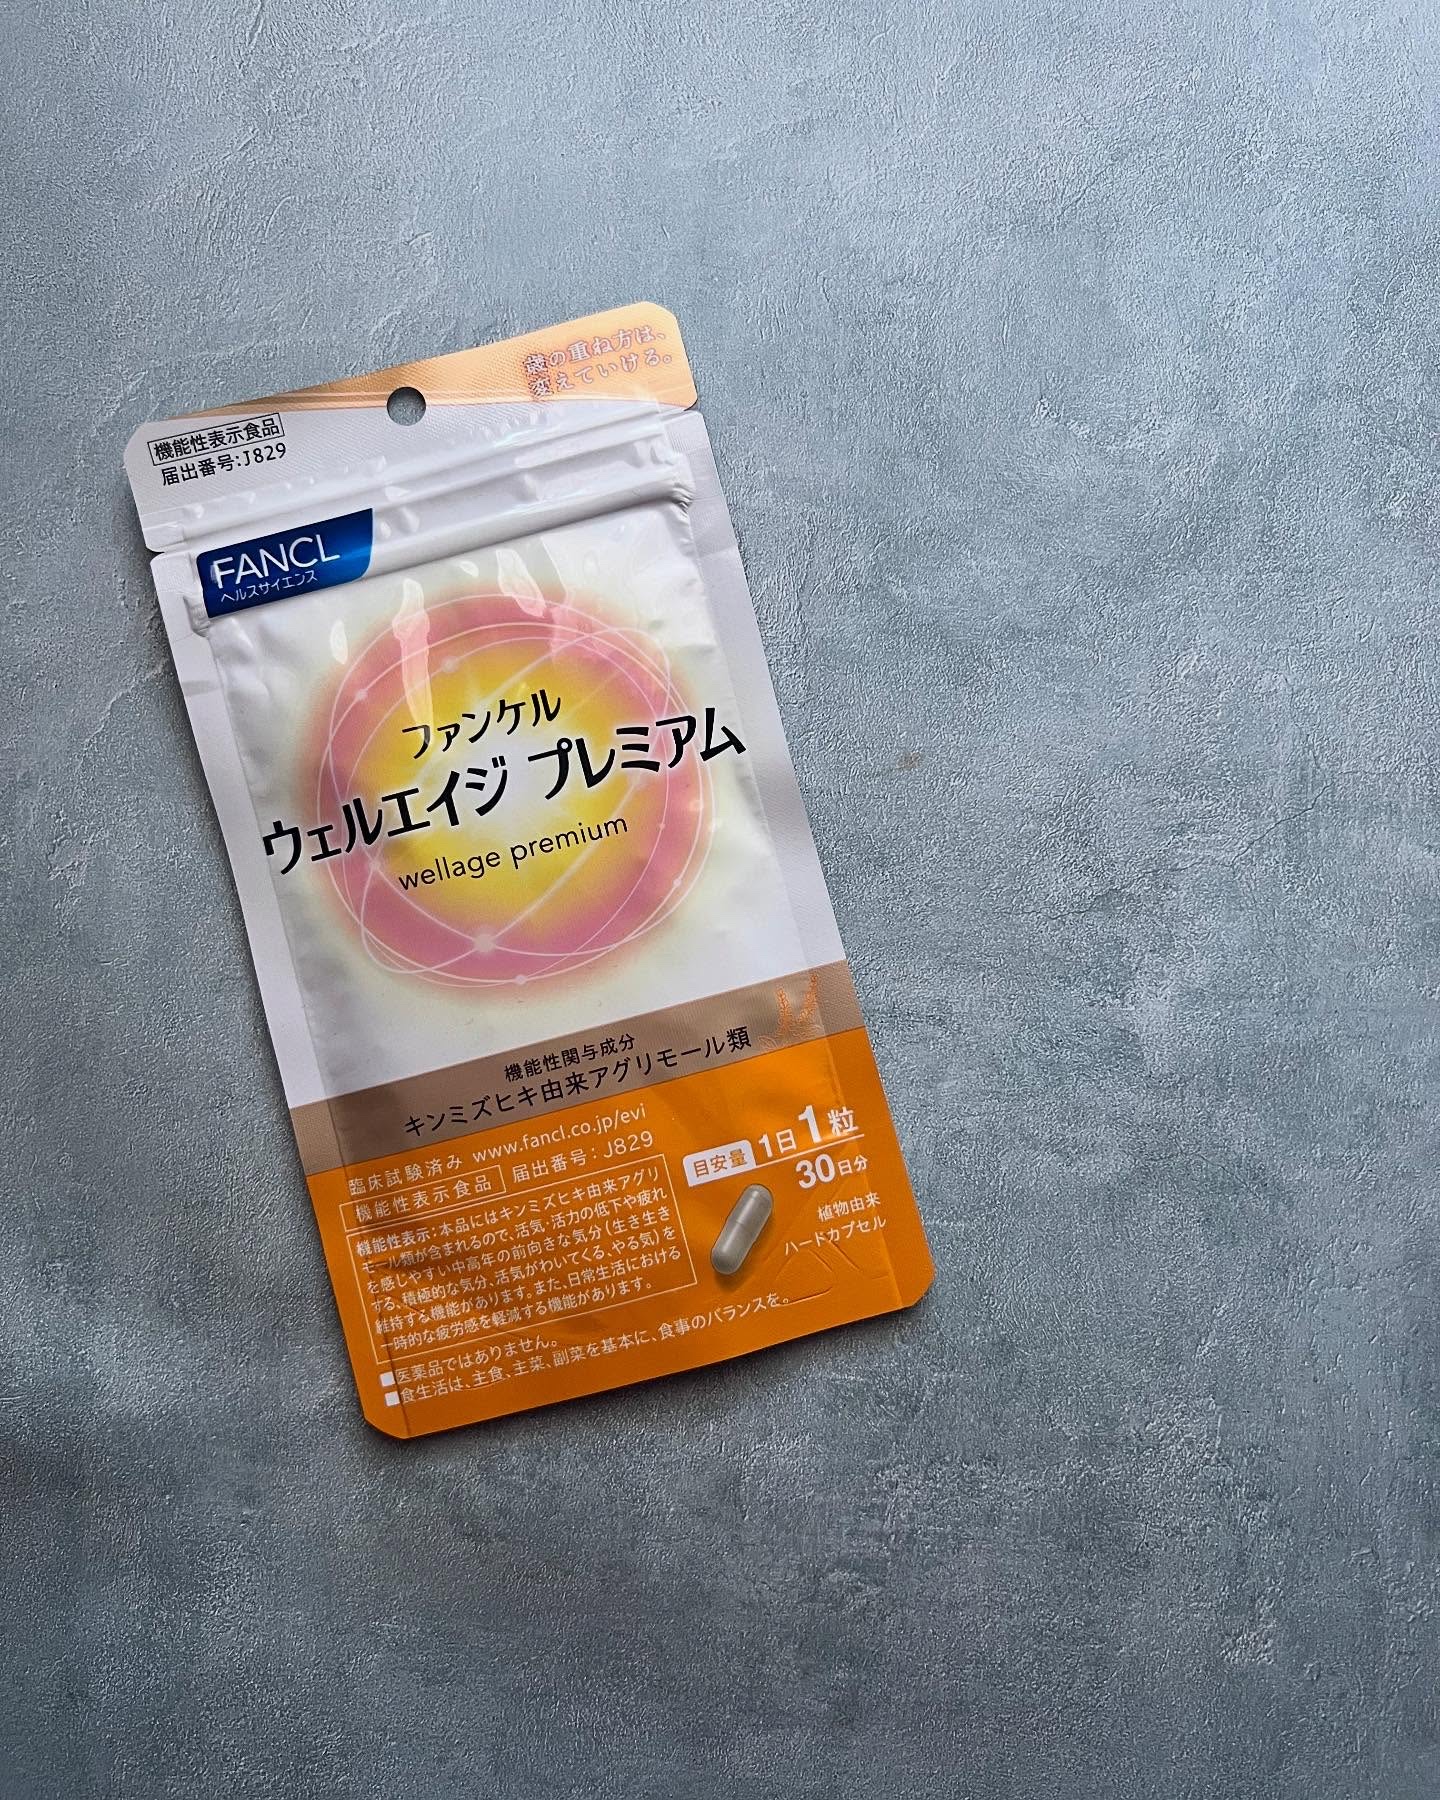 歳の重ね方は、
変えていける。
機能性表示食品
届出番号:J829
FANCL
ヘルスサイエンス
ファンケル
ウェルエイジ プレミアム
wellage premium
機能性関与成分
キンミズヒキ由来アグリモール類
臨床試験済み www.fancl.co.jp/evi
機能性表示食品 届出番号:J829
機能性表示:本品にはキンミズヒキ由来アグリ
モール類が含まれるので、活気・活力の低下や疲れ
を感じやすい中高年の前向きな気分(生き生き
する、積極的な気分、活気がわいてくる、やる気)を
維持する機能があります。また、日常生活における
一時的な疲労感を軽減する機能があります。
目安量 1日1粒
30日分
植物由来
ハードカプセル
■医薬品ではありません。
■食生活は、主食、主菜、副菜を基本に、食事のバランスを。